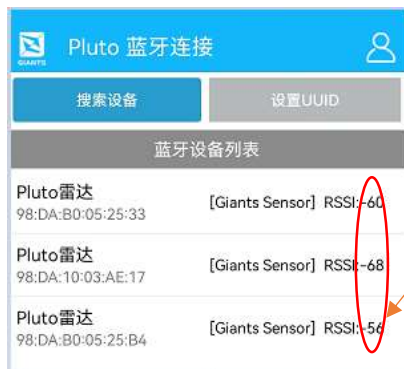 GIANTS
Pluto 蓝牙连接
搜索设备
设置UUID
蓝牙设备列表
Pluto雷达
[Giants Sensor] RSSI:-60
98:DA:B0:05:25:33
Pluto雷达
[Giants Sensor] RSSI:-68
98:DA:10:03:AE:17
Pluto雷达
[Giants Sensor] RSSI:-56
98:DA:B0:05:25:B4